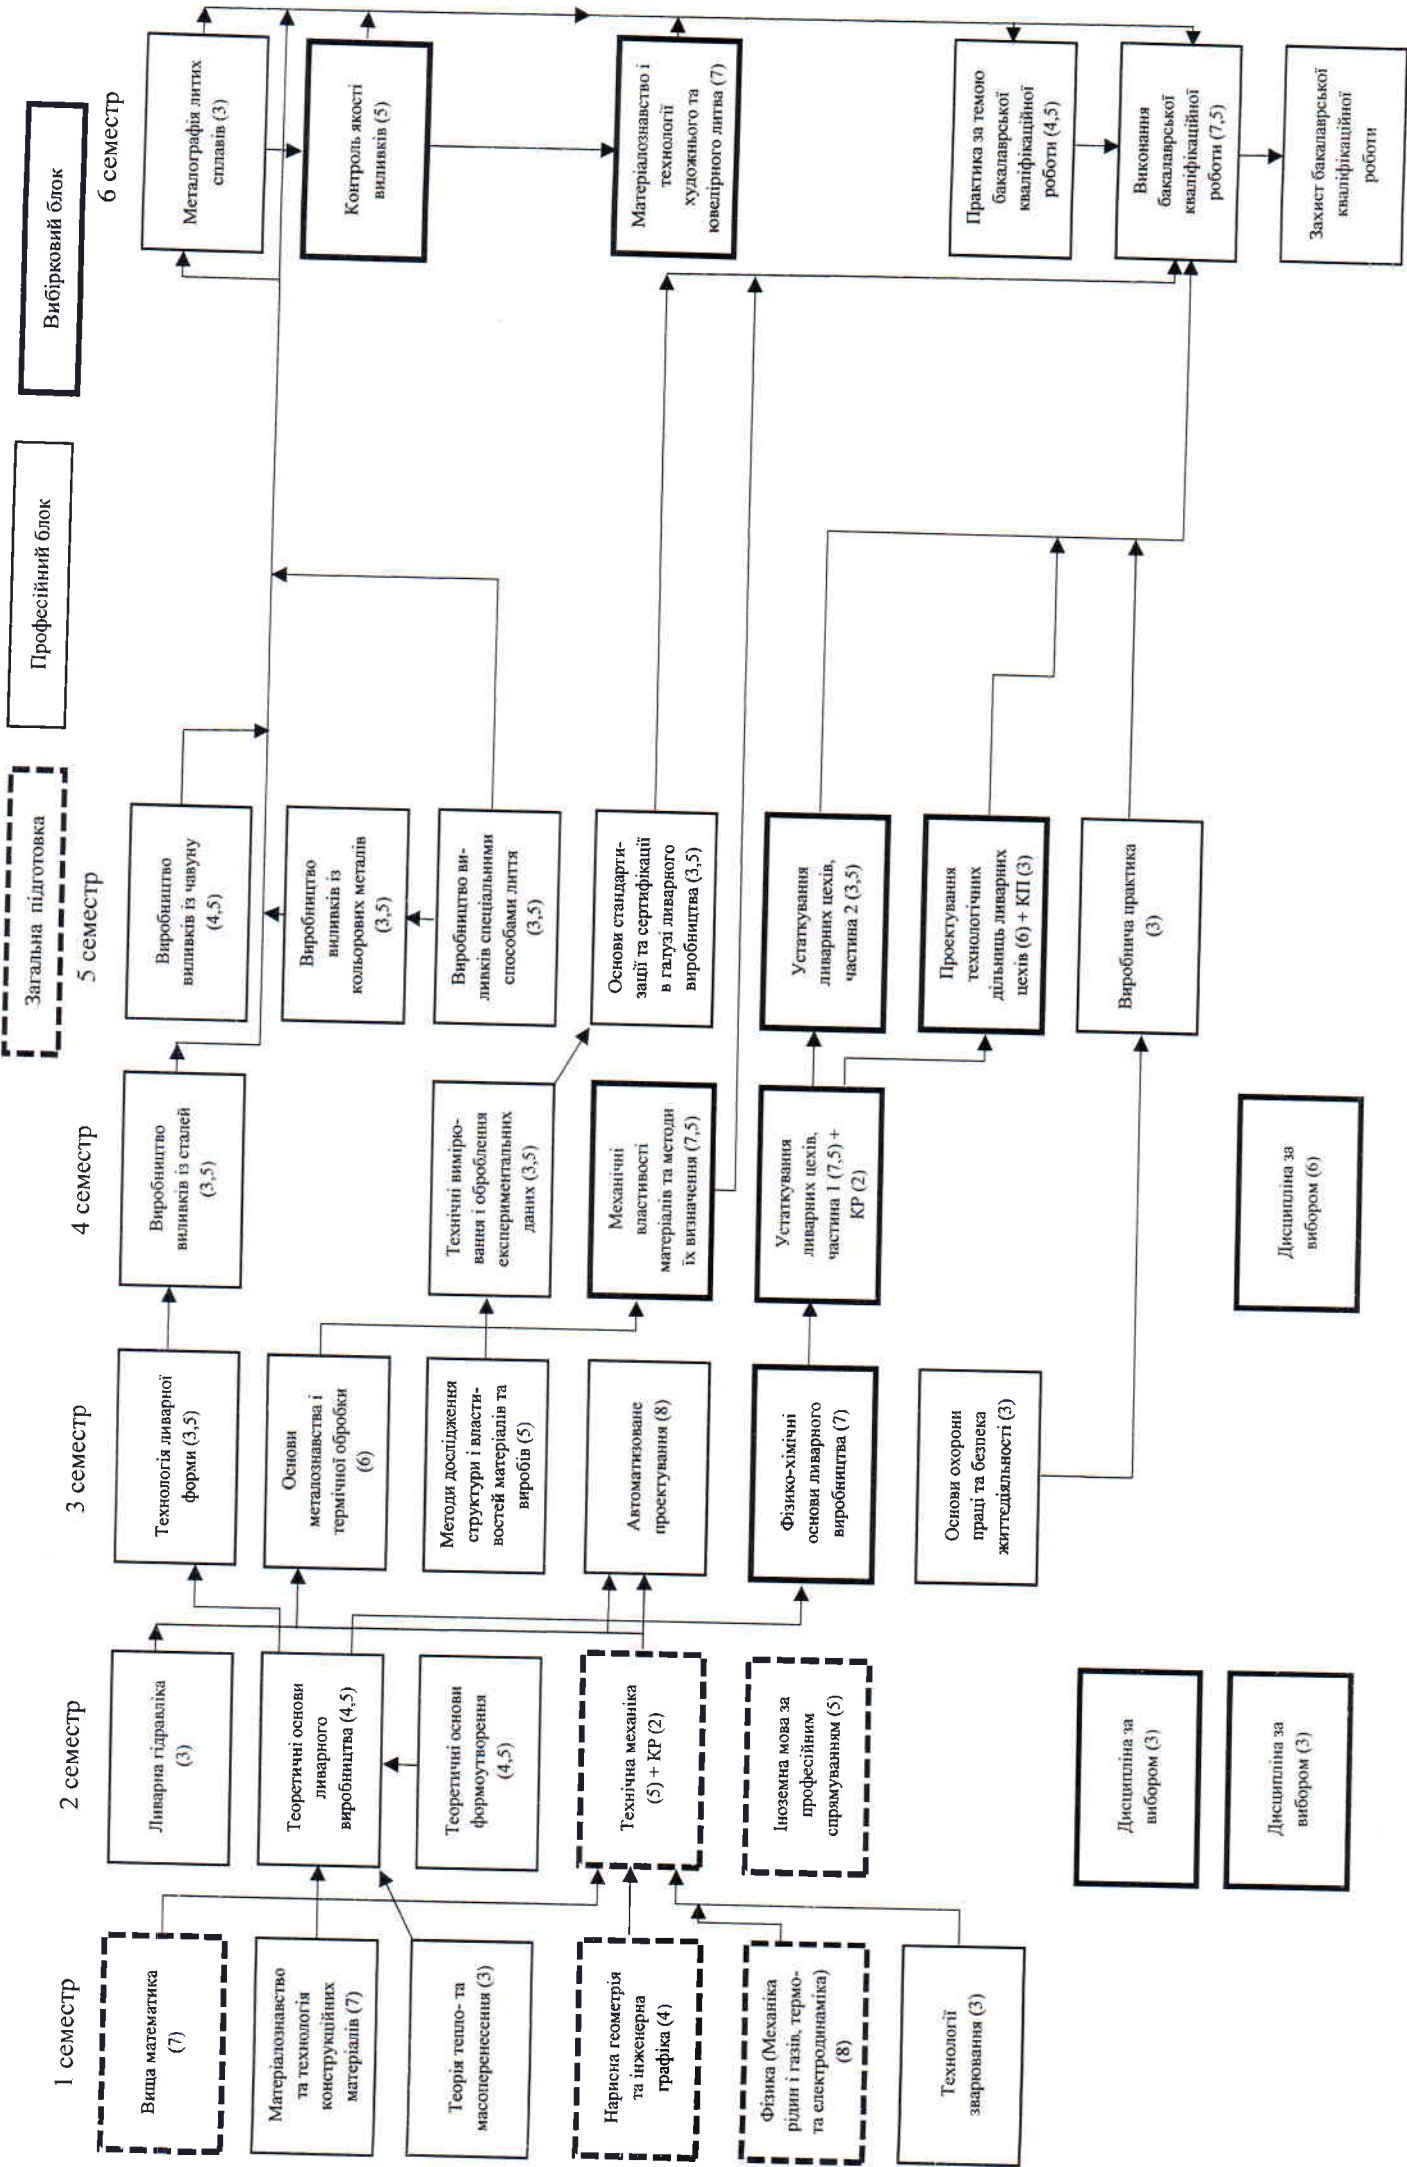 Загальна підготовка
Професійний блок
Вибірковий блок
1 семестр
2 семестр
3 семестр
4 семестр
5 семестр
6 семестр
Вища математика
(7)
Матеріалознавство
та технологія
конструкційних
матеріалів (7)
Теорія тепло- та
масоперенесення (3)
Нарисна геометрія
та інженерна
графіка (4)
Фізика (Механіка
рідин і газів, термо-
та електродинаміка)
(8)
Технології
зварювання (3)
Ливарна гідравліка
(3)
Теоретичні основи
ливарного
виробництва (4,5)
Теоретичні основи
формоутворення
(4,5)
Технічна механіка
(5) + КР (2)
Іноземна мова за
професійним
спрямуванням (5)
Дисципліна за
вибором (3)
Дисципліна за
вибором (3)
Технологія ливарної
форми (3,5)
Основи
металознавства і
термічної обробки
(6)
Методи дослідження
структури і власти-
востей матеріалів та
виробів (5)
Автоматизоване
проектування (8)
Фізико-хімічні
основи ливарного
виробництва (7)
Основи охорони
праці та безпека
життєдіяльності (3)
Виробництво
виливків із сталей
(3,5)
Технічні вимірю-
вання і оброблення
експериментальних
даних (3,5)
Механічні
властивості
матеріалів та методи
їх визначення (7,5)
Устаткування
ливарних цехів,
частина 1 (7,5) +
КР (2)
Дисципліна за
вибором (6)
Виробництво
виливків із чавуну
(4,5)
Виробництво
виливків із
кольорових металів
(3,5)
Виробництво ви-
ливків спеціальними
способами лиття
(3,5)
Основи стандарти-
зації та сертифікації
в галузі ливарного
виробництва (3,5)
Устаткування
ливарних цехів,
частина 2 (3,5)
Проектування
технологічних
дільниць ливарних
цехів (6) + КП (3)
Виробнича практика
(3)
Металографія литих
сплавів (3)
Контроль якості
виливків (5)
Матеріалознавство і
технології
художнього та
ювелірного литва (7)
Практика за темою
бакалаврської
кваліфікаційної
роботи (4,5)
Виконання
бакалаврської
кваліфікаційної
роботи (7,5)
Захист бакалаврської
кваліфікаційної
роботи